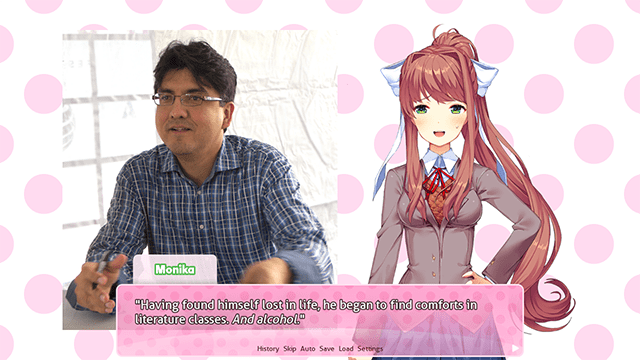 Monika
"Having found himself lost in life, he began to find comforts in
literature classes. And alcohol."
History Skip Auto Save Load Settings